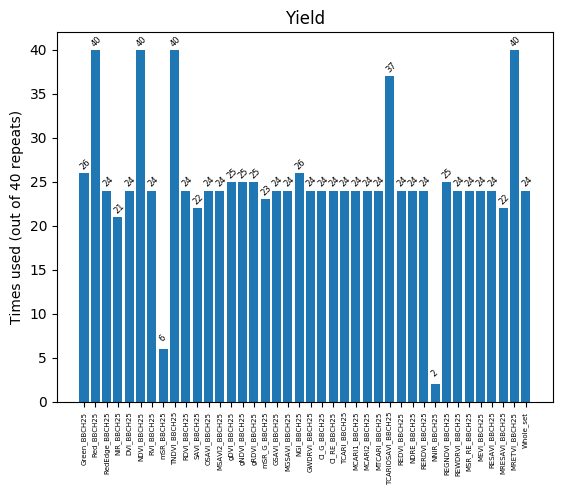 Yield
Times used (out of 40 repeats)
40
35
30
25
20
15
10
5
0
26
40
24
21
24
40
24
6
40
24
22
24
24
25
25
25
23
24
24
26
24
24
24
24
24
24
24
37
24
24
24
2
25
24
24
24
24
22
40
24
Green_BBCH25
Red_BBCH25
RedEdge_BBCH25
NIR_BBCH25
DVI_BBCH25
NDVI_BBCH25
RVI_BBCH25
mSR_BBCH25
TNDVI_BBCH25
RDVI_BBCH25
SAVI_BBCH25
OSAVI_BBCH25
MSAVI2_BBCH25
gDVI_BBCH25
gNDVI_BBCH25
gRDVI_BBCH25
mSR_G_BBCH25
GSAVI_BBCH25
MGSAVI_BBCH25
NGI_BBCH25
GWDRVI_BBCH25
CI_G_BBCH25
CI_RE_BBCH25
TCARI_BBCH25
MCARI1_BBCH25
MCARI2_BBCH25
MTCARI_BBCH25
TCARIOSAVI_BBCH25
REDVI_BBCH25
NDRE_BBCH25
RERDVI_BBCH25
NNIR_BBCH25
REGNDVI_BBCH25
REWDRVI_BBCH25
MSR_RE_BBCH25
MEVI_BBCH25
RESAVI_BBCH25
MRESAVI_BBCH25
MRETVI_BBCH25
Whole_set